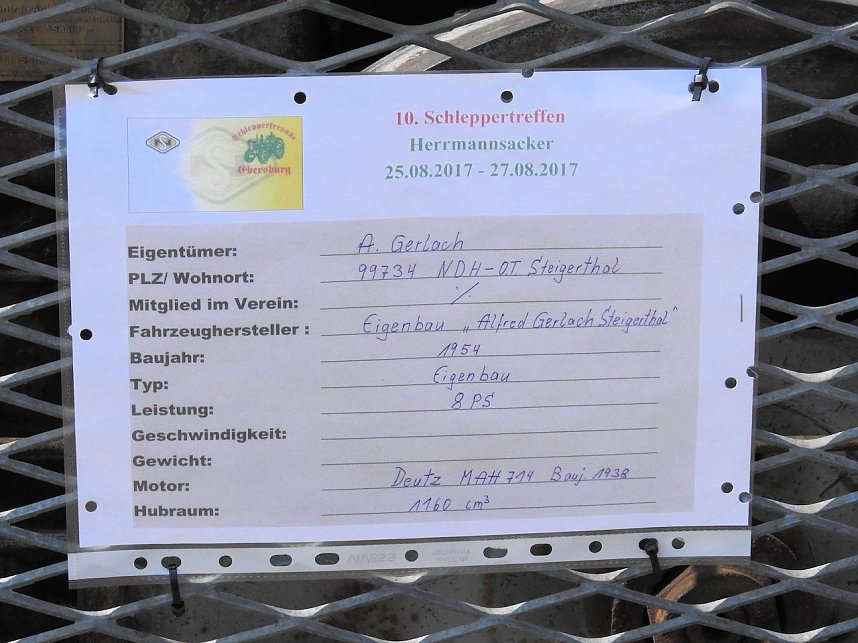 10. Schleppertreffen
Herrmannsacker
25.08.2017 - 27.08.2017
Schlepperfreunde
Ebersburg
Eigentümer: A. Gerlach
PLZ/ Wohnort: 99734 NDH-OT Steigerthal
Mitglied im Verein: ·/.
Fahrzeughersteller : Eigenbau „Alfred Gerlach Steigerthal"
Baujahr: 1954
Typ: Eigenbau
Leistung: 8 PS
Geschwindigkeit:
Gewicht:
Motor: Deutz MAH 714 Bauj. 1938
Hubraum: 1160 cm³